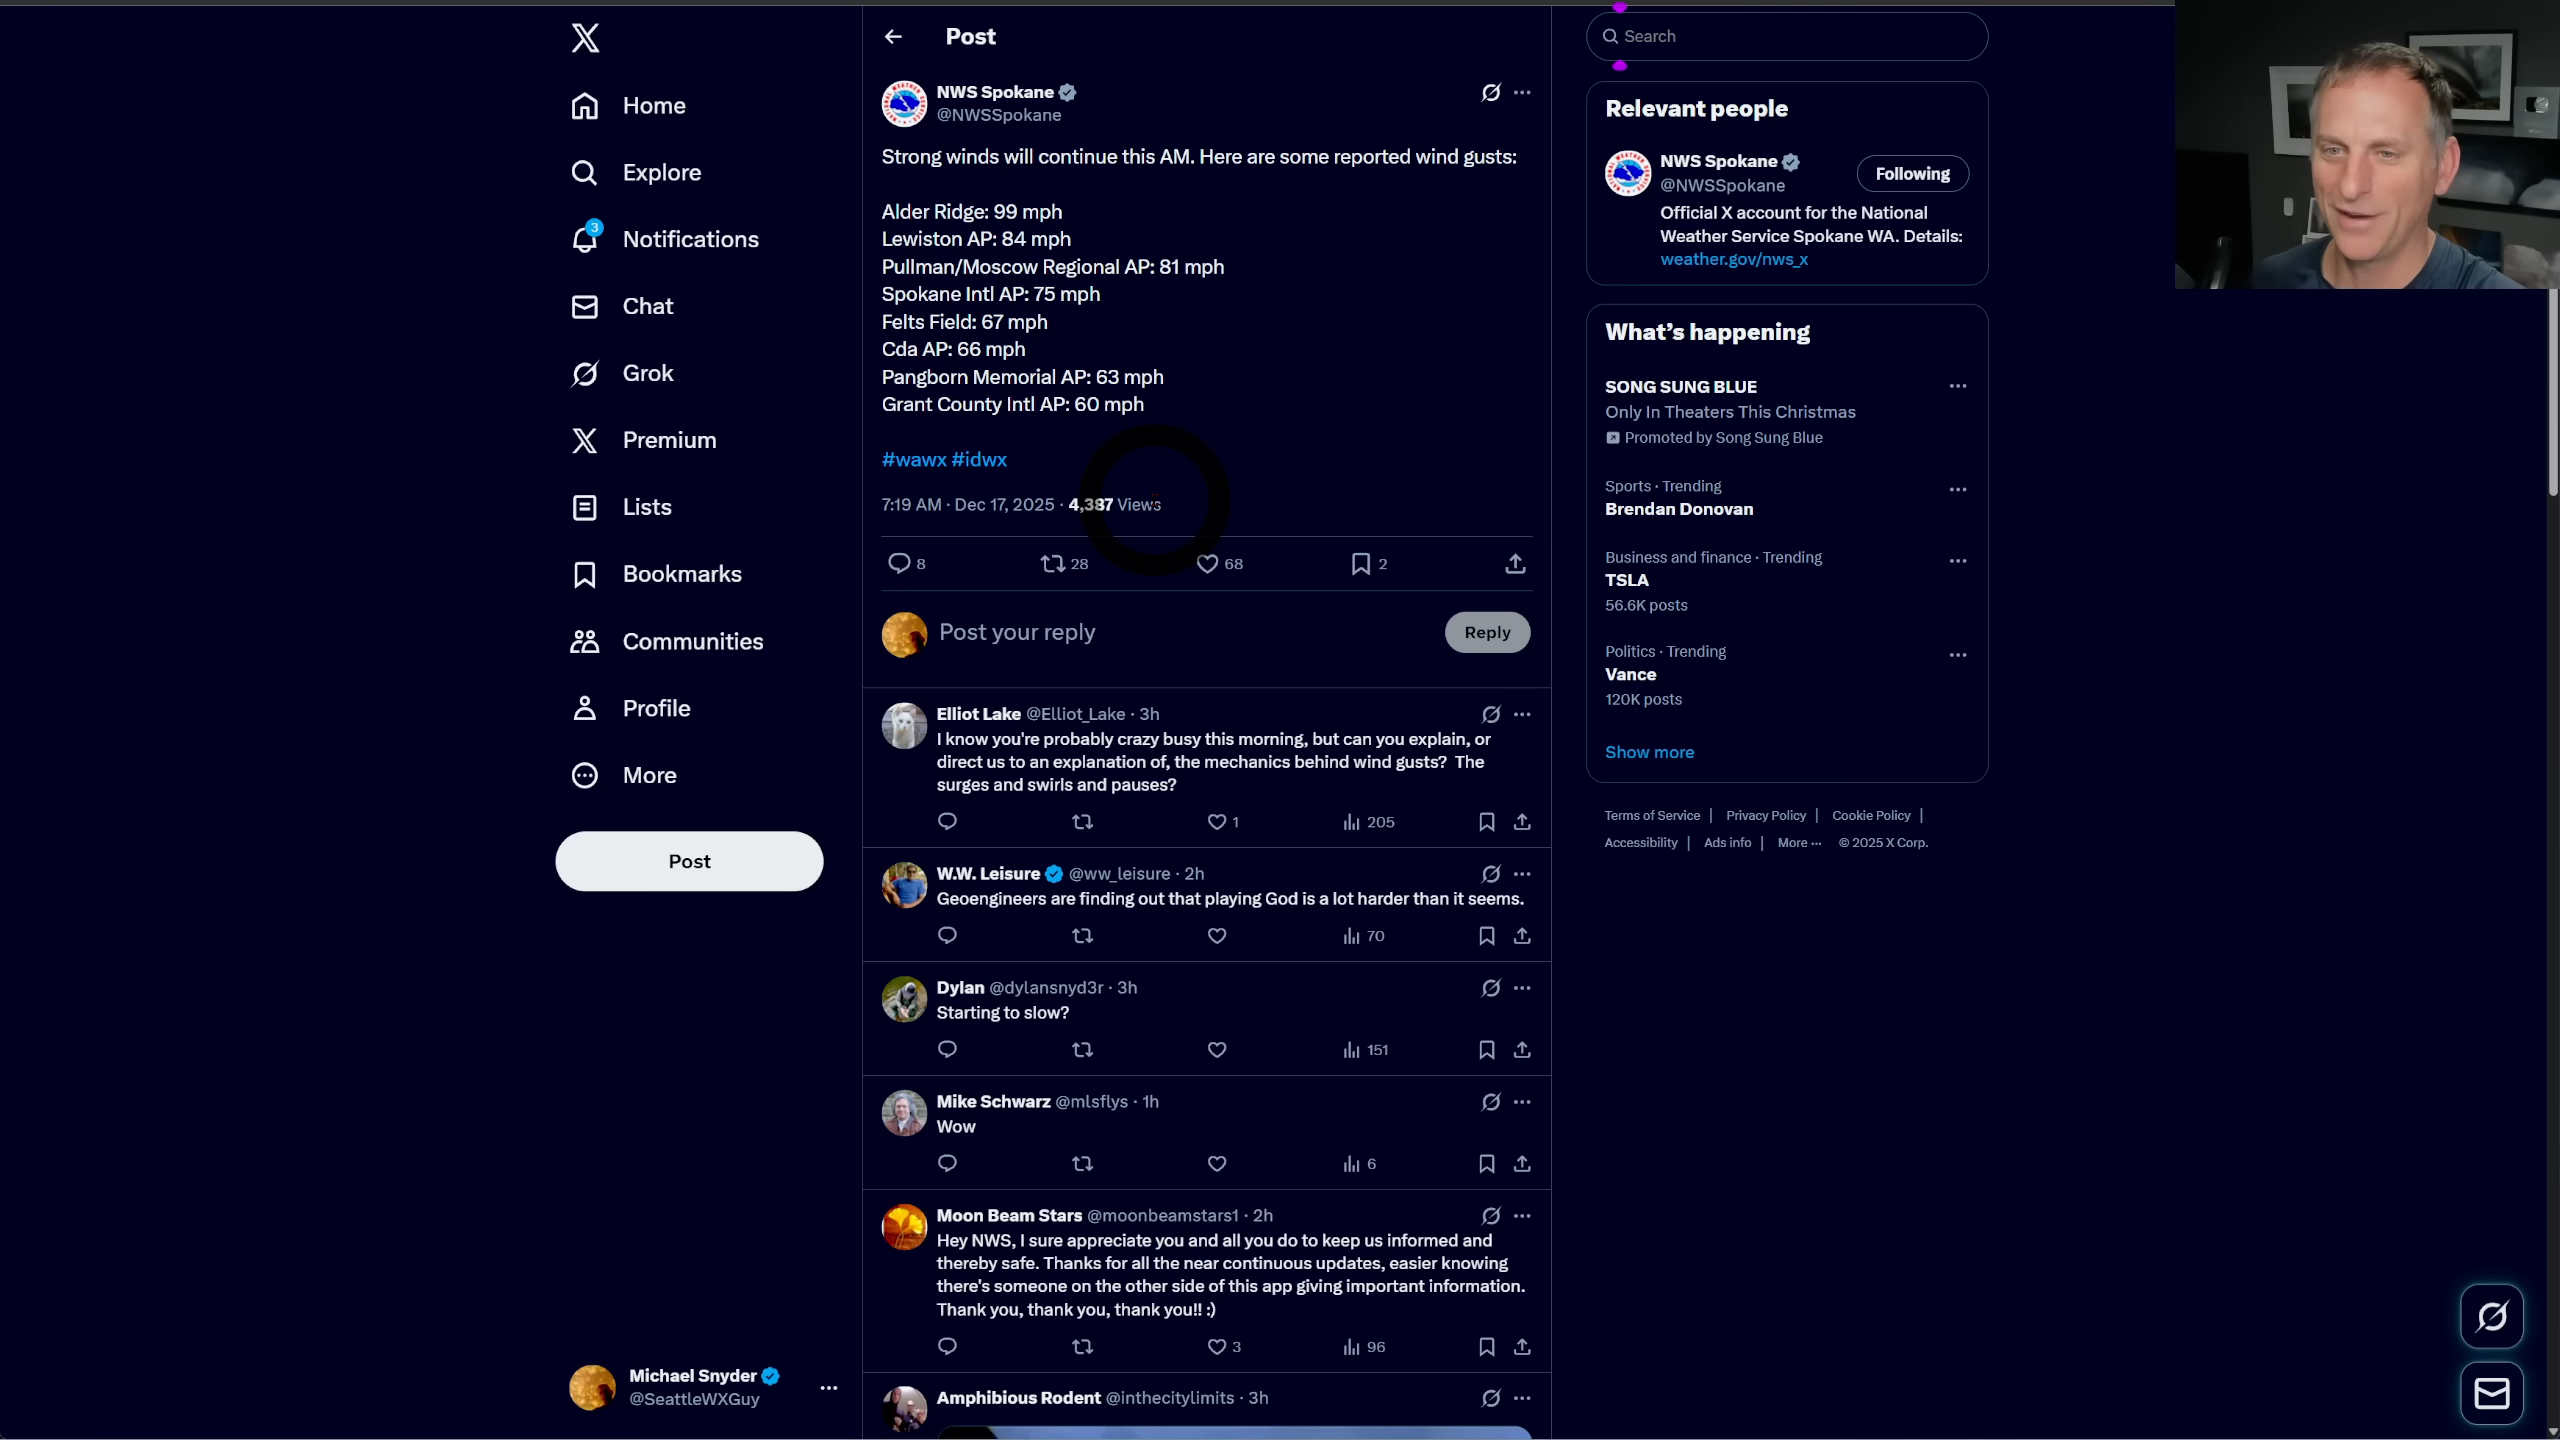 Home
Explore
3
Notifications
Chat
Grok
Premium
Lists
Bookmarks
Communities
Profile
More
Post
Michael Snyder
@SeattleWXGuy
Post
NWS Spokane
@NWSSpokane
Strong winds will continue this AM. Here are some reported wind gusts:
Alder Ridge: 99 mph
Lewiston AP: 84 mph
Pullman/Moscow Regional AP: 81 mph
Spokane Intl AP: 75 mph
Felts Field: 67 mph
Cda AP: 66 mph
Pangborn Memorial AP: 63 mph
Grant County Intl AP: 60 mph
#wawx #idwx
7:19 AM · Dec 17, 2025 · 4,387 Views
8 28 68 2
Post your reply
Reply
Elliot Lake @Elliot_Lake · 3h
I know you're probably crazy busy this morning, but can you explain, or
direct us to an explanation of, the mechanics behind wind gusts? The
surges and swirls and pauses?
1 205
W.W. Leisure @ww_leisure · 2h
Geoengineers are finding out that playing God is a lot harder than it seems.
70
Dylan @dylansnyd3r · 3h
Starting to slow?
151
Mike Schwarz @mlsflys · 1h
Wow
6
Moon Beam Stars @moonbeamstars1 · 2h
Hey NWS, I sure appreciate you and all you do to keep us informed and
thereby safe. Thanks for all the near continuous updates, easier knowing
there's someone on the other side of this app giving important information.
Thank you, thank you, thank you!! :)
3 96
Amphibious Rodent @inthecitylimits · 3h
Search
Relevant people
NWS Spokane
@NWSSpokane
Following
Official X account for the National
Weather Service Spokane WA. Details:
weather.gov/nws_x
What's happening
SONG SUNG BLUE
Only In Theaters This Christmas
Promoted by Song Sung Blue
Sports · Trending
Brendan Donovan
Business and finance · Trending
TSLA
56.6K posts
Politics · Trending
Vance
120K posts
Show more
Terms of Service | Privacy Policy | Cookie Policy |
Accessibility | Ads info | More ··· © 2025 X Corp.